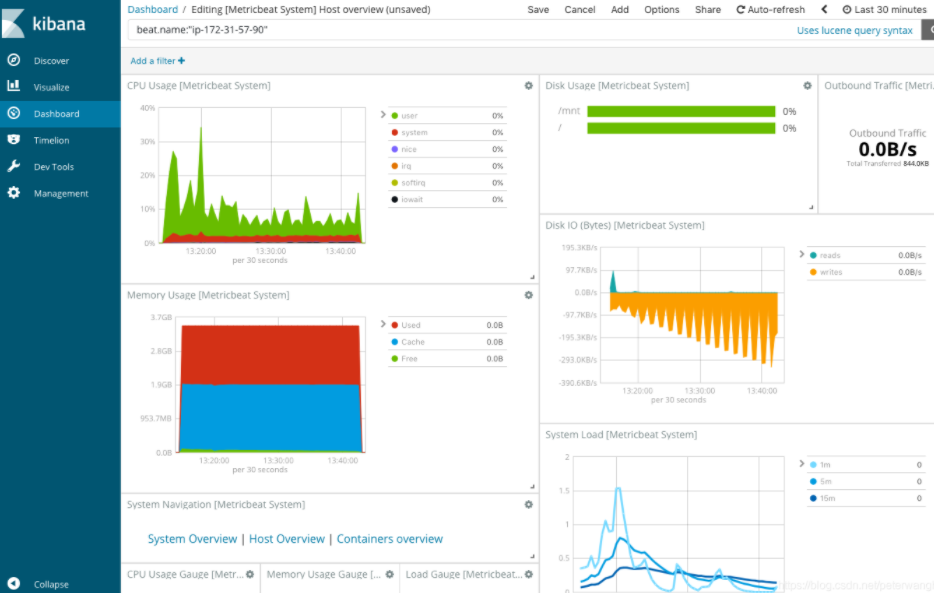 kibana
Discover
Visualize
Dashboard
Timelion
Dev Tools
Management
Collapse
Dashboard / Editing [Metricbeat System] Host overview (unsaved)
Save Cancel Add Options Share Auto-refresh Last 30 minutes
beat.name:"ip-172-31-57-90"
Uses lucene query syntax
Add a filter +
CPU Usage [Metricbeat System]
40%
30%
20%
10%
0%
13:20:00 13:30:00 13:40:00
per 30 seconds
user 0%
system 0%
nice 0%
irq 0%
softirq 0%
iowait 0%
Disk Usage [Metricbeat System]
/mnt 0%
/ 0%
Outbound Traffic [Metri...
Outbound Traffic
0.0B/s
Total Transferred 844.0KB
Disk IO (Bytes) [Metricbeat System]
195.3KB/s
97.7KB/s
0.0B/s
-97.7KB/s
-195.3KB/s
-293.0KB/s
-390.6KB/s
13:20:00 13:30:00 13:40:00
per 30 seconds
reads 0.0B/s
writes 0.0B/s
Memory Usage [Metricbeat System]
3.7GB
2.8GB
1.9GB
953.7MB
0.0B
13:20:00 13:30:00 13:40:00
per 30 seconds
Used 0.0B
Cache 0.0B
Free 0.0B
System Load [Metricbeat System]
2
1.5
1
0.5
0
1m 0
5m 0
15m 0
System Navigation [Metricbeat System]
System Overview | Host Overview | Containers overview
CPU Usage Gauge [Metr...
Memory Usage Gauge [...
Load Gauge [Metricbeat...